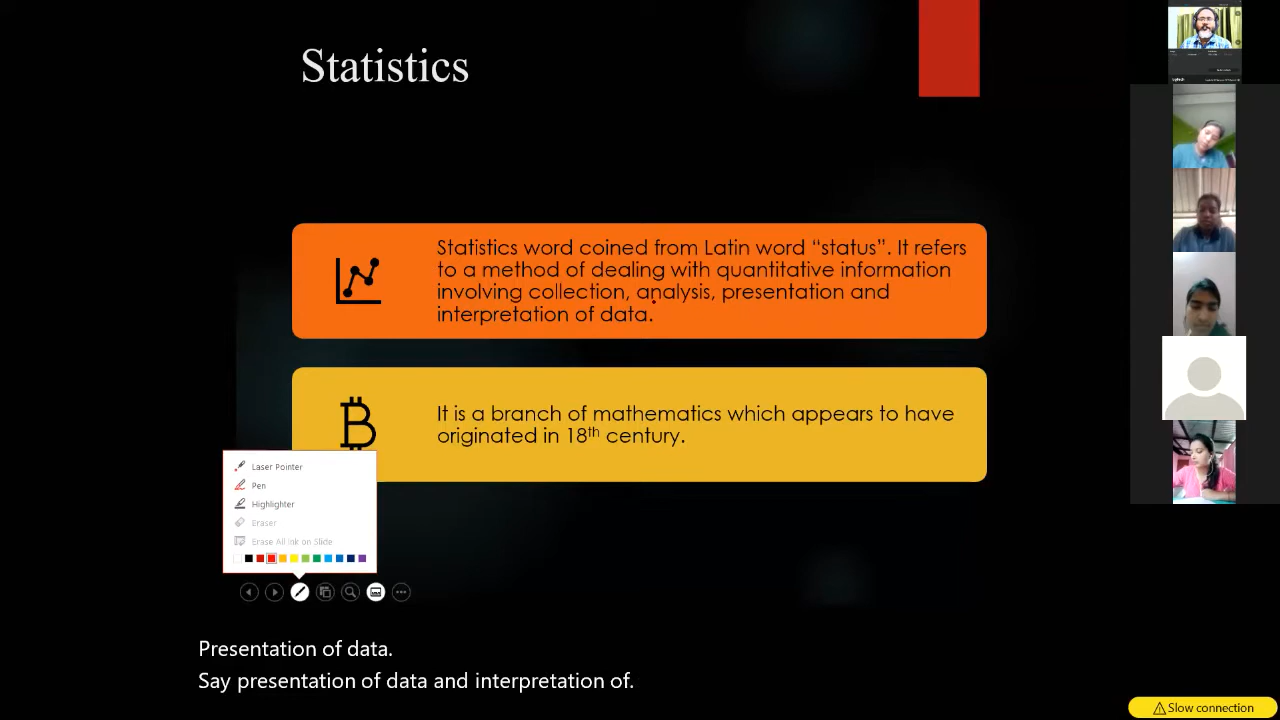 Statistics
Statistics word coined from Latin word “status”. It refers
to a method of dealing with quantitative information
involving collection, analysis, presentation and
interpretation of data.
It is a branch of mathematics which appears to have
originated in 18th century.
Laser Pointer
Pen
Highlighter
Eraser
Erase All Ink on Slide
Presentation of data.
Say presentation of data and interpretation of.
Slow connection